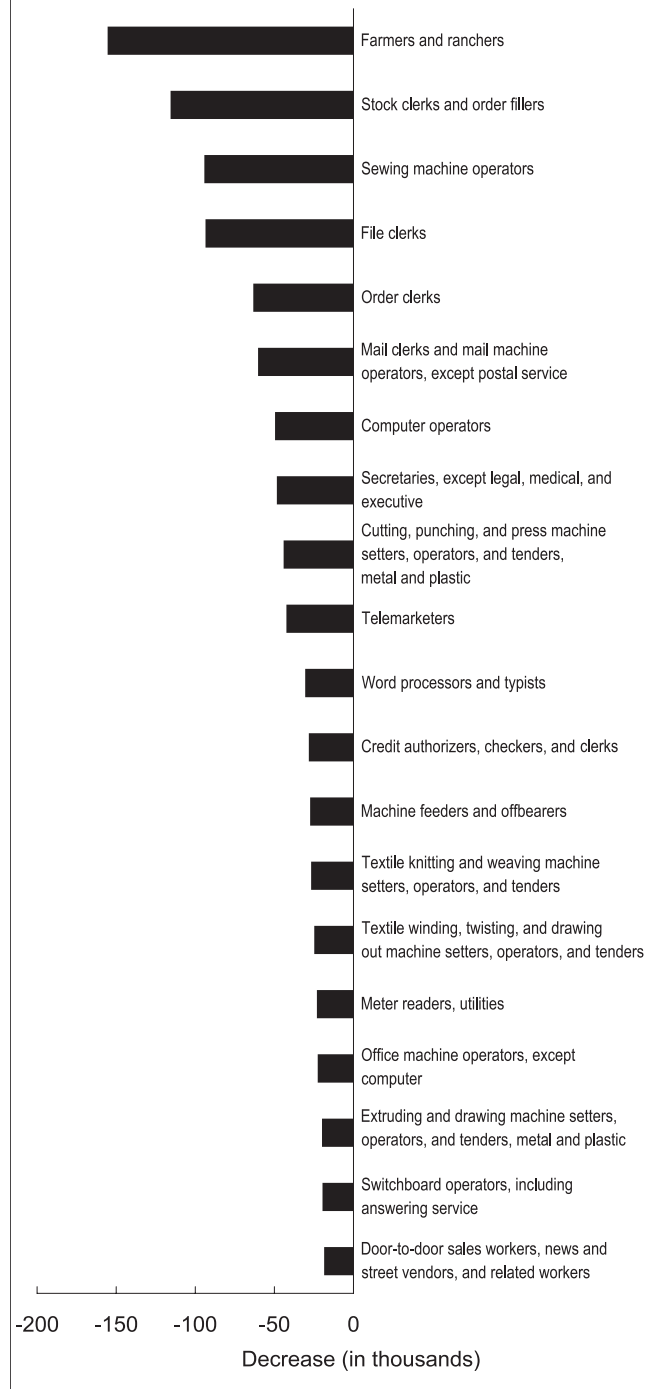 Farmers and ranchers
Stock clerks and order fillers
Sewing machine operators
File clerks
Order clerks
Mail clerks and mail machine
operators, except postal service
Computer operators
Secretaries, except legal, medical, and
executive
Cutting, punching, and press machine
setters, operators, and tenders,
metal and plastic
Telemarketers
Word processors and typists
Credit authorizers, checkers, and clerks
Machine feeders and offbearers
Textile knitting and weaving machine
setters, operators, and tenders
Textile winding, twisting, and drawing
out machine setters, operators, and tenders
Meter readers, utilities
Office machine operators, except
computer
Extruding and drawing machine setters,
operators, and tenders, metal and plastic
Switchboard operators, including
answering service
Door-to-door sales workers, news and
street vendors, and related workers
-200 -150 -100 -50 0
Decrease (in thousands)